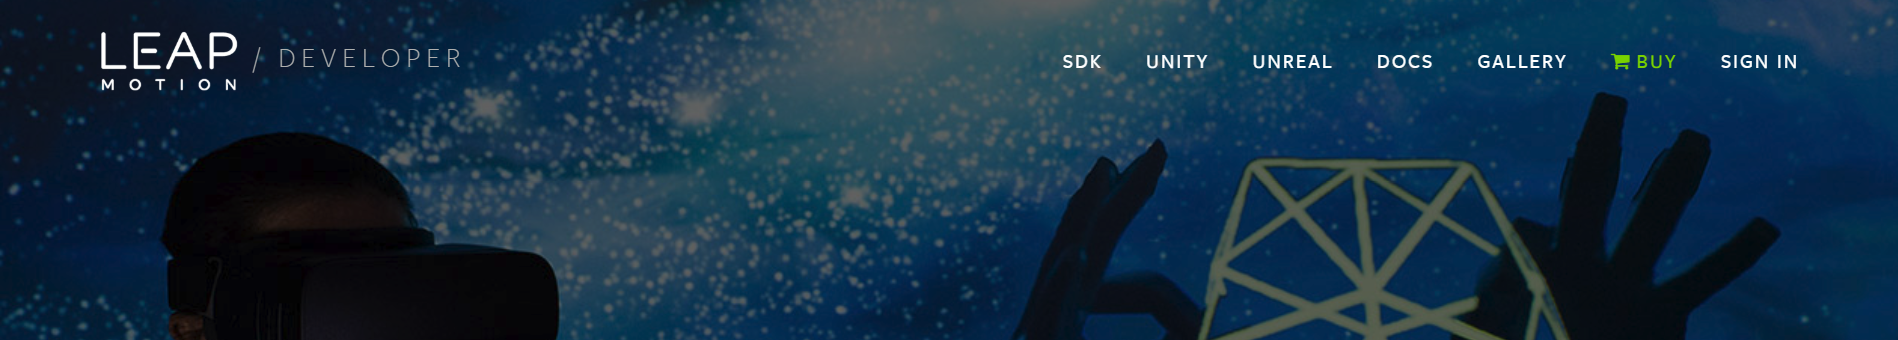 LEAP MOTION / DEVELOPER
SDK UNITY UNREAL DOCS GALLERY BUY SIGN IN